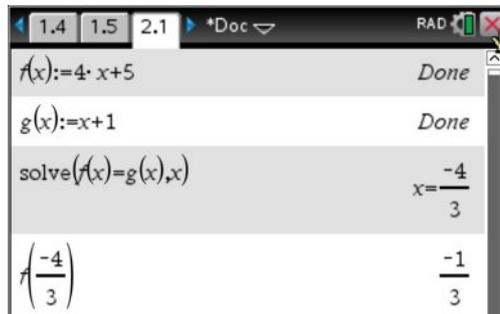 1.4 1.5 2.1 *Doc RAD
f(x):=4·x+5 Done
g(x):=x+1 Done
solve(f(x)=g(x),x) x=-4/3
f(-4/3) -1/3